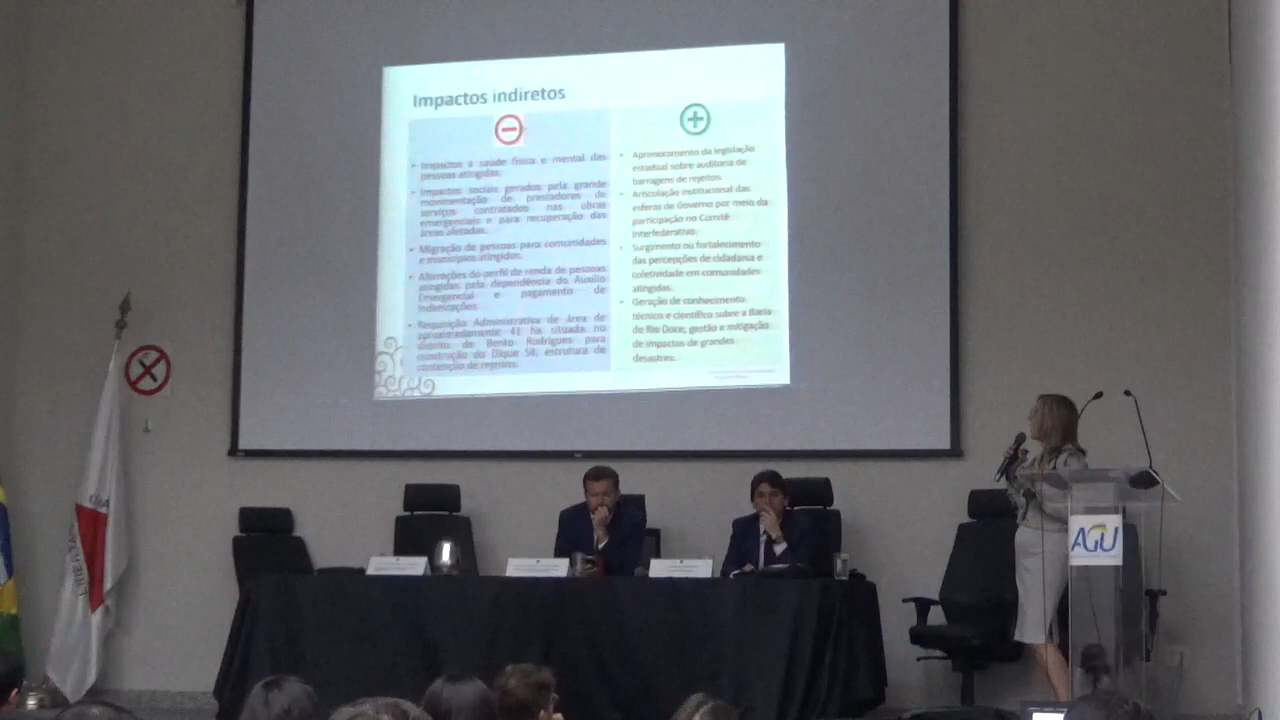 Impactos indiretos
• Impactos à saúde física e mental das
pessoas atingidas.
• Impactos sociais gerados pela grande
movimentação de prestadores de
serviços contratados nas obras
emergenciais e para recuperação das
áreas afetadas.
• Migração de pessoas para comunidades
e municípios atingidos.
• Alterações do perfil de renda de pessoas
atingidas pela dependência do Auxílio
Emergencial e pagamento de
indenizações.
• Requisição Administrativa de área de
aproximadamente 41 ha situada no
distrito de Bento Rodrigues para
construção do Dique S4, estrutura de
contenção de rejeitos.
• Aprimoramento da legislação
estadual sobre auditoria de
barragens de rejeitos.
• Articulação institucional das
esferas de Governo por meio da
participação no Comitê
Interfederativo.
• Surgimento ou fortalecimento
das percepções de cidadania e
coletividade em comunidades
atingidas.
• Geração de conhecimento
técnico e científico sobre a Bacia
do Rio Doce, gestão e mitigação
de impactos de grandes
desastres.
AGU